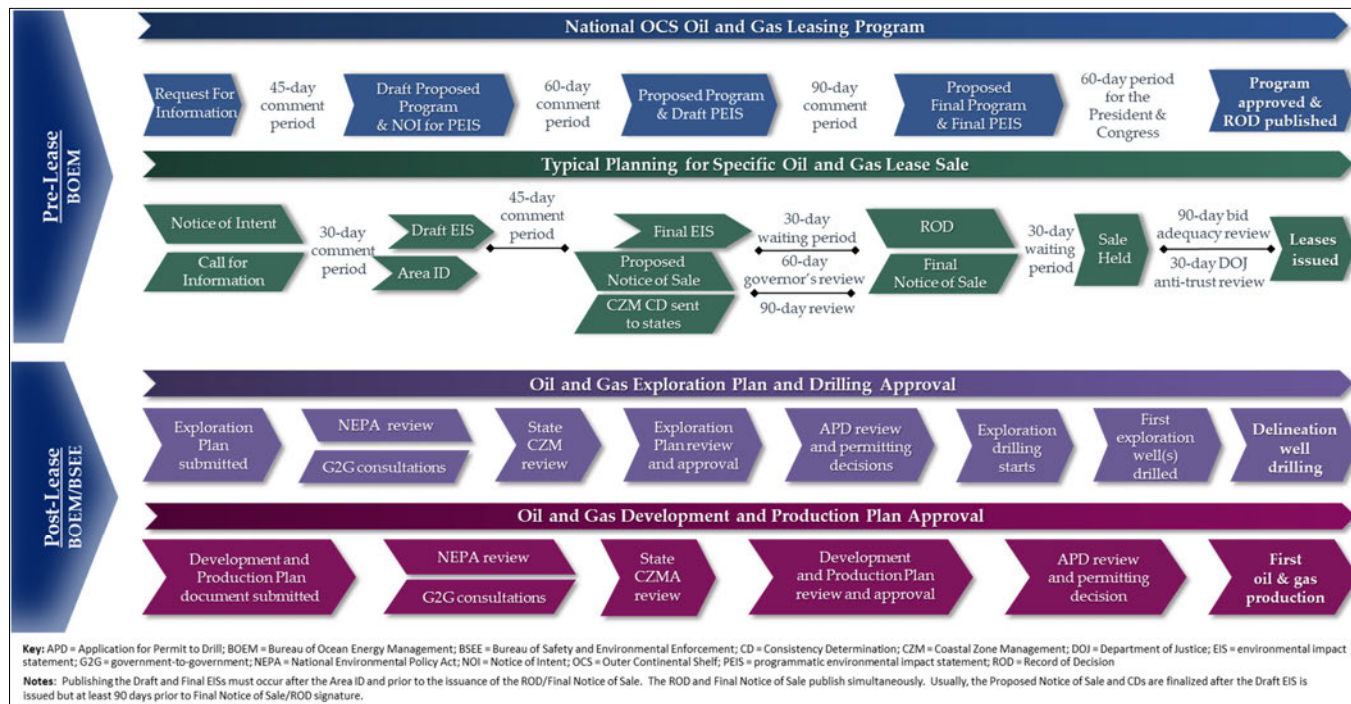 Pre-Lease
BOEM
National OCS Oil and Gas Leasing Program
Request For
Information
45-day
comment
period
Draft Proposed
Program
& NOI for PEIS
60-day
comment
period
Proposed Program
& Draft PEIS
90-day
comment
period
Proposed
Final Program
& Final PEIS
60-day period
for the
President &
Congress
Program
approved &
ROD published
Typical Planning for Specific Oil and Gas Lease Sale
Notice of Intent
Call for
Information
30-day
comment
period
Draft EIS
Area ID
45-day
comment
period
Final EIS
Proposed
Notice of Sale
CZM CD sent
to states
30-day
waiting period
60-day
governor's review
90-day review
ROD
Final
Notice of Sale
30-day
waiting
period
Sale
Held
90-day bid
adequacy review
30-day DOJ
anti-trust review
Leases
issued
Post-Lease
BOEM/BSEE
Oil and Gas Exploration Plan and Drilling Approval
Exploration
Plan
submitted
NEPA review
G2G consultations
State
CZM
review
Exploration
Plan review
and approval
APD review
and permitting
decisions
Exploration
drilling
starts
First
exploration
well(s)
drilled
Delineation
well
drilling
Oil and Gas Development and Production Plan Approval
Development and
Production Plan
document submitted
NEPA review
G2G consultations
State
CZMA
review
Development
and Production Plan
review and approval
APD review
and permitting
decision
First
oil & gas
production
Key: APD = Application for Permit to Drill; BOEM = Bureau of Ocean Energy Management; BSEE = Bureau of Safety and Environmental Enforcement; CD = Consistency Determination; CZM = Coastal Zone Management; DOJ = Department of Justice; EIS = environmental impact
statement; G2G = government-to-government; NEPA = National Environmental Policy Act; NOI = Notice of Intent; OCS = Outer Continental Shelf; PEIS = programmatic environmental impact statement; ROD = Record of Decision
Notes: Publishing the Draft and Final EISs must occur after the Area ID and prior to the issuance of the ROD/Final Notice of Sale. The ROD and Final Notice of Sale publish simultaneously. Usually, the Proposed Notice of Sale and CDs are finalized after the Draft EIS is
issued but at least 90 days prior to Final Notice of Sale/ROD signature.